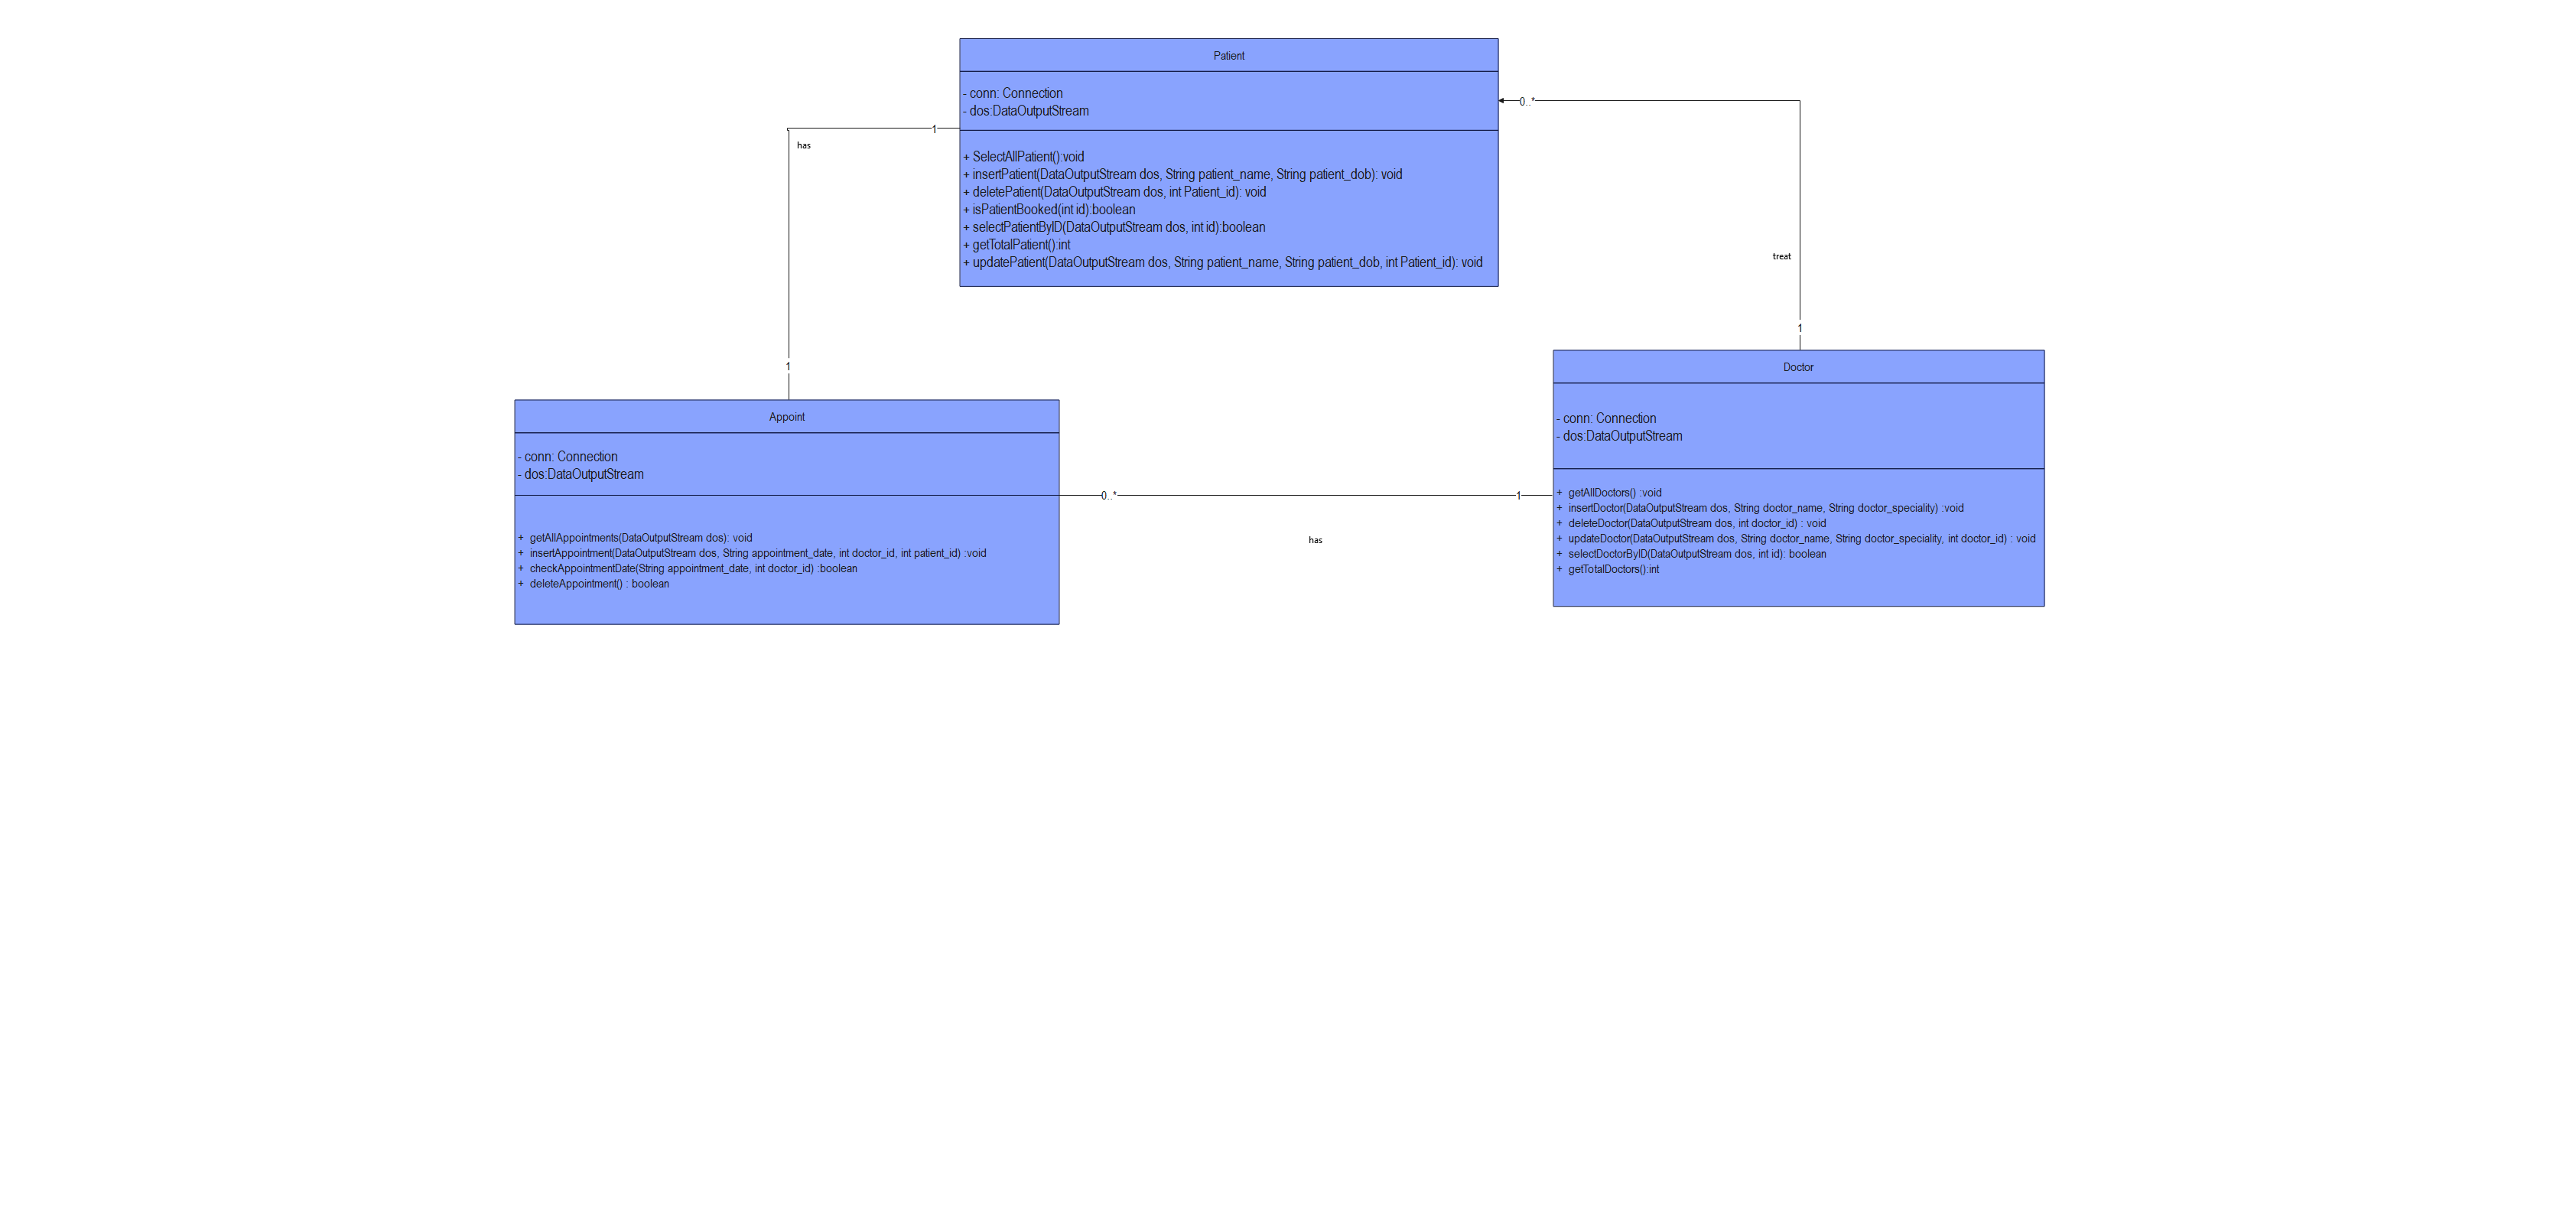 Patient
- conn: Connection
- dos:DataOutputStream
+ SelectAllPatient():void
+ insertPatient(DataOutputStream dos, String patient_name, String patient_dob): void
+ deletePatient(DataOutputStream dos, int Patient_id): void
+ isPatientBooked(int id):boolean
+ selectPatientByID(DataOutputStream dos, int id):boolean
+ getTotalPatient():int
+ updatePatient(DataOutputStream dos, String patient_name, String patient_dob, int Patient_id): void
1
has
1
0..*
treat
1
Appoint
- conn: Connection
- dos:DataOutputStream
+ getAllAppointments(DataOutputStream dos): void
+ insertAppointment(DataOutputStream dos, String appointment_date, int doctor_id, int patient_id) :void
+ checkAppointmentDate(String appointment_date, int doctor_id) :boolean
+ deleteAppointment() : boolean
0..*
1
has
Doctor
- conn: Connection
- dos:DataOutputStream
+ getAllDoctors() :void
+ insertDoctor(DataOutputStream dos, String doctor_name, String doctor_speciality) :void
+ deleteDoctor(DataOutputStream dos, int doctor_id) : void
+ updateDoctor(DataOutputStream dos, String doctor_name, String doctor_speciality, int doctor_id) : void
+ selectDoctorByID(DataOutputStream dos, int id): boolean
+ getTotalDoctors():int